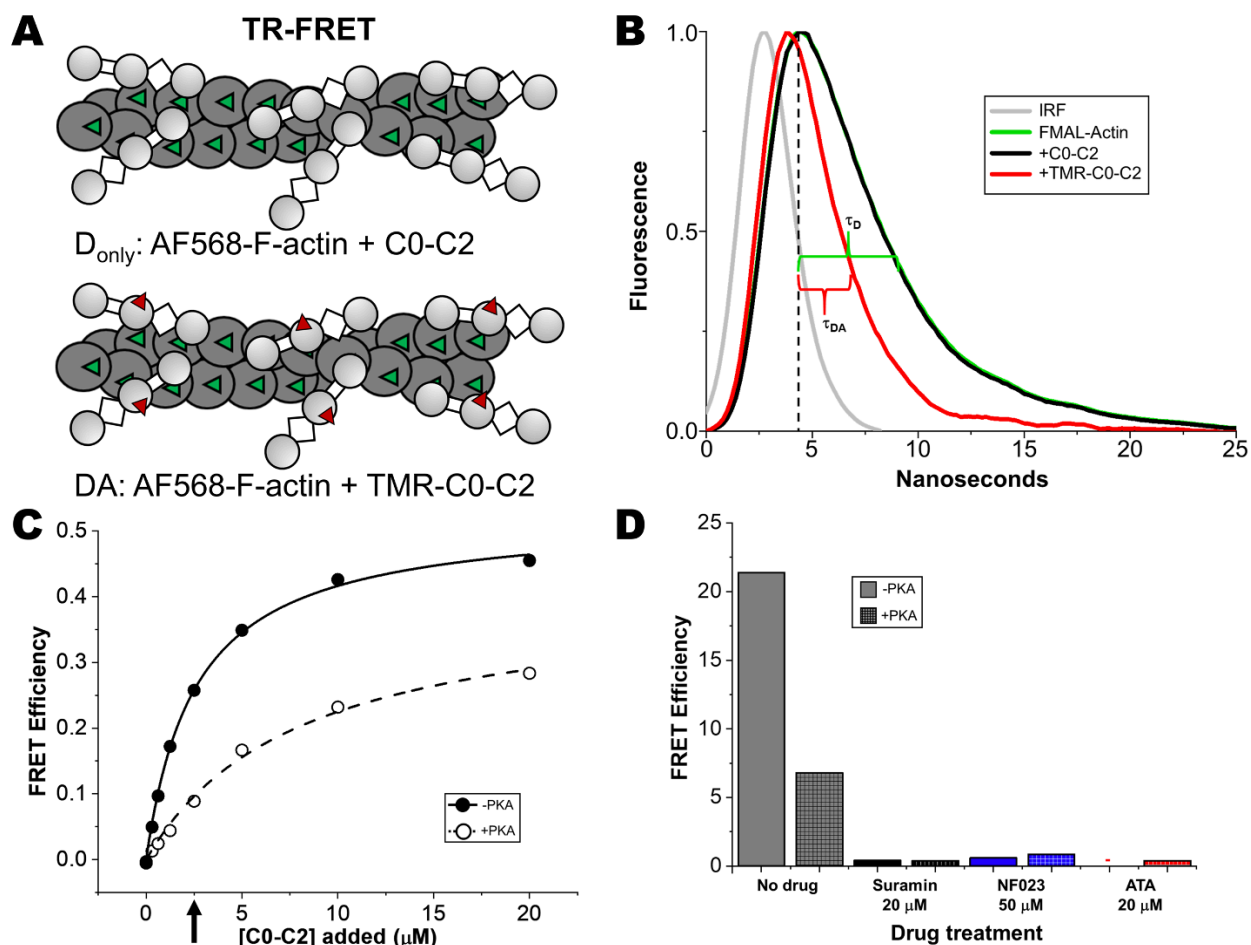 A
TR-FRET
Donly: AF568-F-actin + C0-C2
DA: AF568-F-actin + TMR-C0-C2
B
1.0
0.5
0.0
Fluorescence
IRF
FMAL-Actin
+C0-C2
+TMR-C0-C2
τD
τDA
0 5 10 15 20 25
Nanoseconds
C
0.5
0.4
0.3
0.2
0.1
0.0
FRET Efficiency
-PKA
+PKA
0 5 10 15 20
[C0-C2] added (μM)
D
25
20
15
10
5
0
FRET Efficiency
-PKA
+PKA
No drug Suramin NF023 ATA
20 μM 50 μM 20 μM
Drug treatment